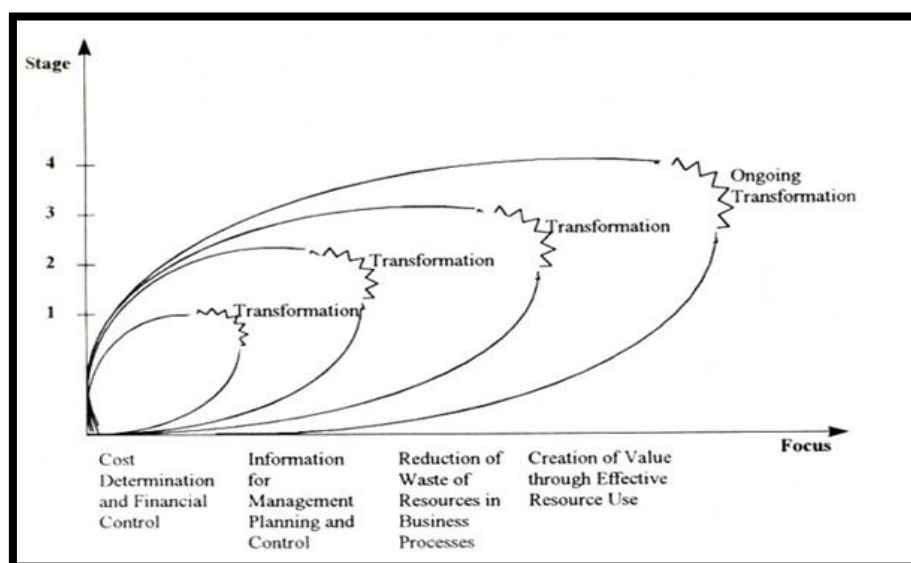 Stage
4
3
2
1
Ongoing
Transformation
Transformation
Transformation
Transformation
Focus
Cost
Determination
and Financial
Control
Information
for
Management
Planning and
Control
Reduction of
Waste of
Resources in
Business
Processes
Creation of Value
through Effective
Resource Use